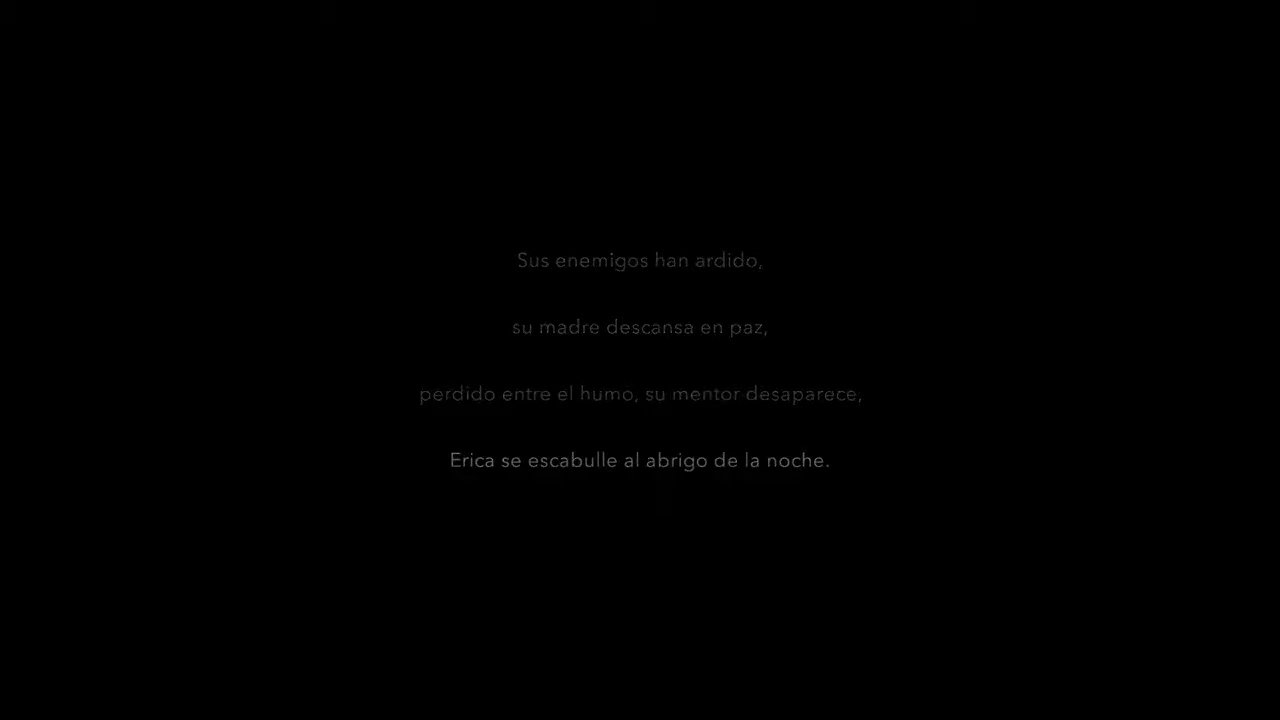 Sus enemigos han ardido,
su madre descansa en paz,
perdido entre el humo, su mentor desaparece,
Erica se escabulle al abrigo de la noche.